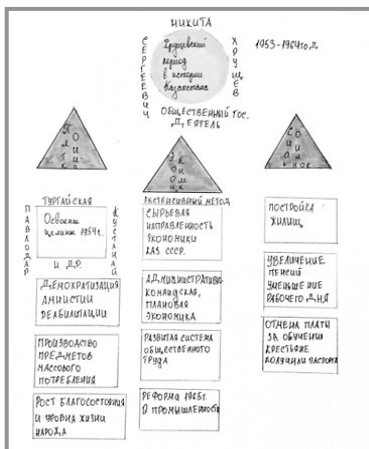 НИКИТА
СЕРГЕЕВИЧ
Хрущевский
период
в истории
Казахстана
ХРУЩЕВ
1953-1964год
ОБЩЕСТВЕННЫЙ ГОС.
ДЕЯТЕЛЬ
ТУРГАЙСКАЯ
ПАВЛОДАР
Освоение
целины 1954г.
КУСТАНАЙ
И ДР.
ДЕМОКРАТИЗАЦИЯ
АМНИСТИИ
РЕАБИЛИТАЦИИ
ПРОИЗВОДСТВО
ПРЕДМЕТОВ
МАССОВОГО
ПОТРЕБЛЕНИЯ
РОСТ БЛАГОСОСТОЯНИЯ
И УРОВНЯ ЖИЗНИ
НАРОДА
ЭКСТЕНСИВНЫЙ МЕТОД
СЫРЬЕВАЯ
НАПРАВЛЕННОСТЬ
ЭКОНОМИКИ
КАЗ ССР.
АДМИНИСТРАТИВНО-
КОМАНДНАЯ,
ПЛАНОВАЯ
ЭКОНОМИКА
РАЗВИТАЯ СИСТЕМА
ОБЩЕСТВЕННОГО
ТРУДА
РЕФОРМА 1965г.
В ПРОМЫШЛЕННОСТИ
ПОСТРОЙКА
ЖИЛИЩ
УВЕЛИЧЕНИЕ
ПЕНСИЙ
УМЕНЬШЕНИЕ
РАБОЧЕГО ДНЯ
ОТМЕНА ПЛАТЫ
ЗА ОБУЧЕНИЯ
КРЕСТЬЯНЕ
ПОЛУЧИЛИ ПАСПОРТА